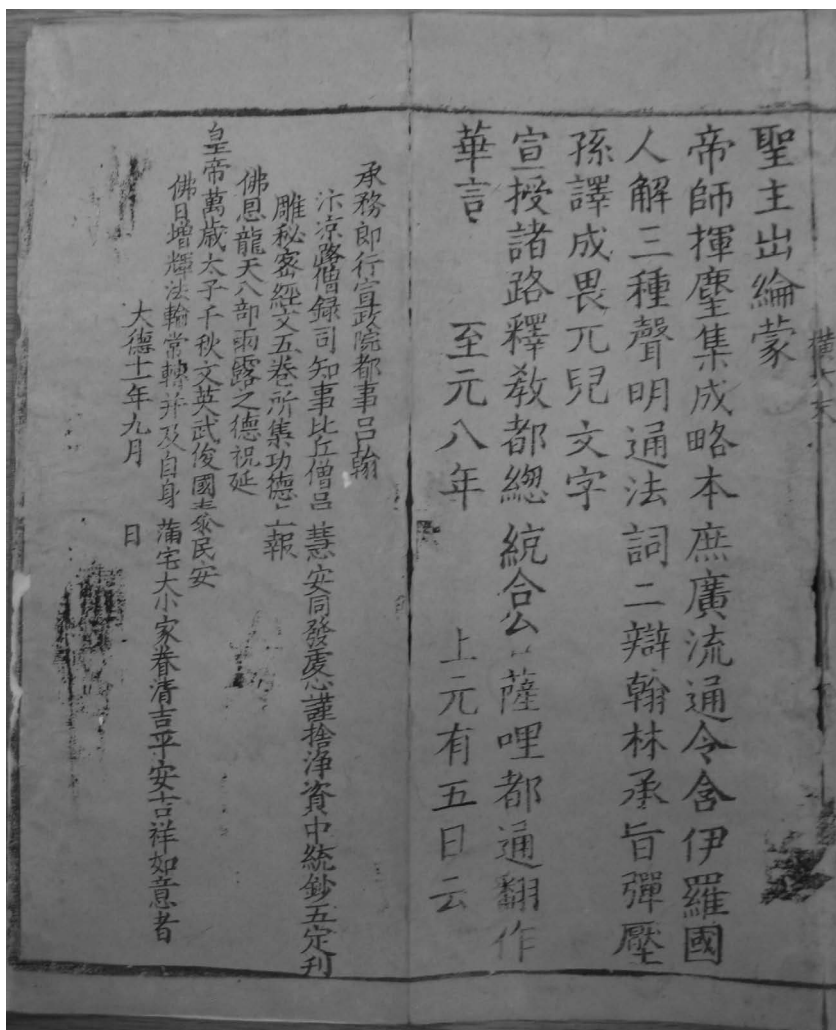 聖主出綸蒙
帝師揮麈集成略本庶廣流通令含伊羅國
人解三種聲明通法詞二辯翰林承旨彈壓
孫譯成畏兀兒文字
宣授諸路釋教都總統合台薩哩都通翻作
華言 至元八年 上元有五日云
承務郎行宣政院都事呂翰
汴涼路僧録司知事比丘僧呂慧安同發虔心謹捨淨資中統鈔五定刊
雕秘密經文五卷所集功德上報
佛恩龍天八部雨露之德祝延
皇帝萬歲太子千秋文英武俊國泰民安
佛日增輝法輪常轉并及自身 蒲宅大小家眷清吉平安吉祥如意者
大德十一年九月 日